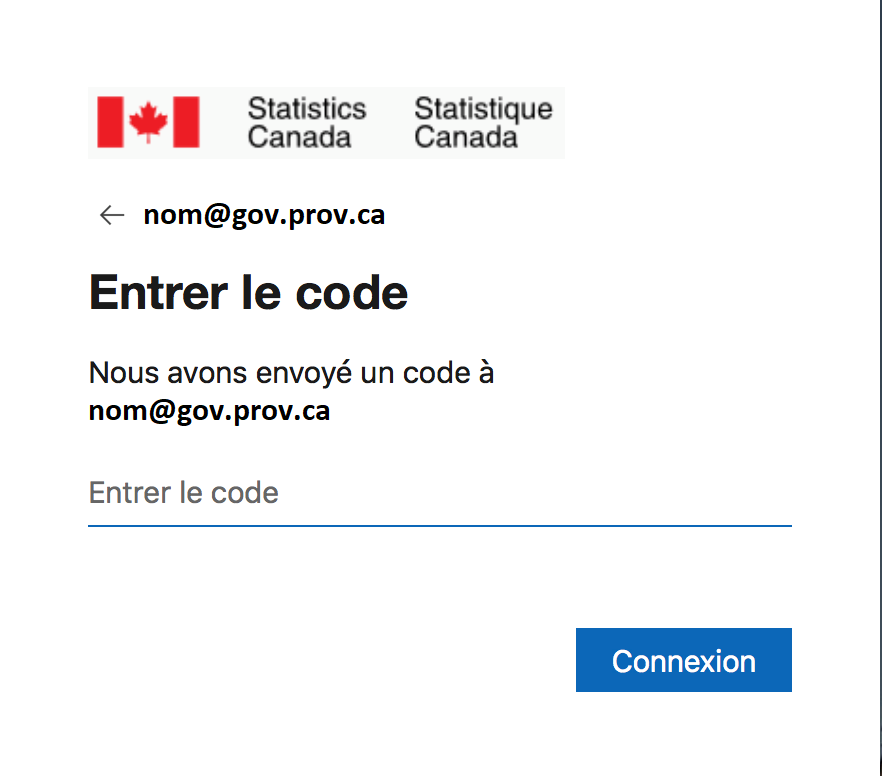 Statistics Statistique
Canada Canada
nom@gov.prov.ca
Entrer le code
Nous avons envoyé un code à
nom@gov.prov.ca
Entrer le code
Connexion